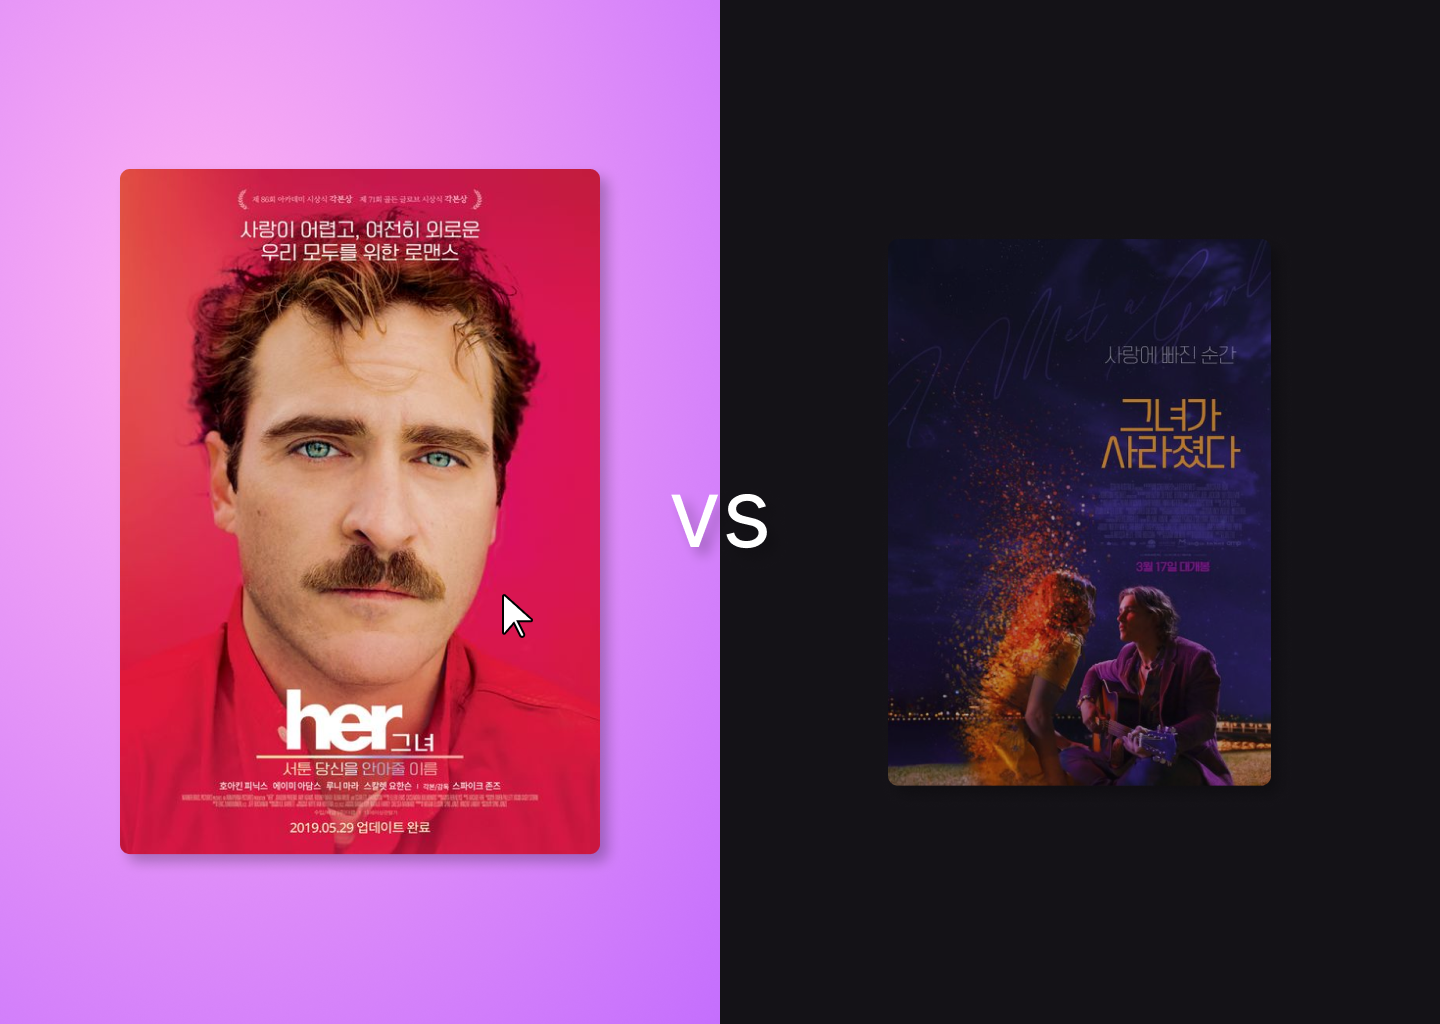 제 86회 아카데미 시상식 각본상 제 71회 골든 글로브 시상식 각본상
사랑이 어렵고, 여전히 외로운
우리 모두를 위한 로맨스
her 그녀
서툰 당신을 안아줄 이름
호아킨 피닉스 에이미 아담스 루니 마라 스칼렛 요한슨 | 각본/감독 스파이크 존즈
2019.05.29 업데이트 완료
vs
I Met a Girl
사랑에 빠진 순간
그녀가
사라졌다
3월 17일 대개봉